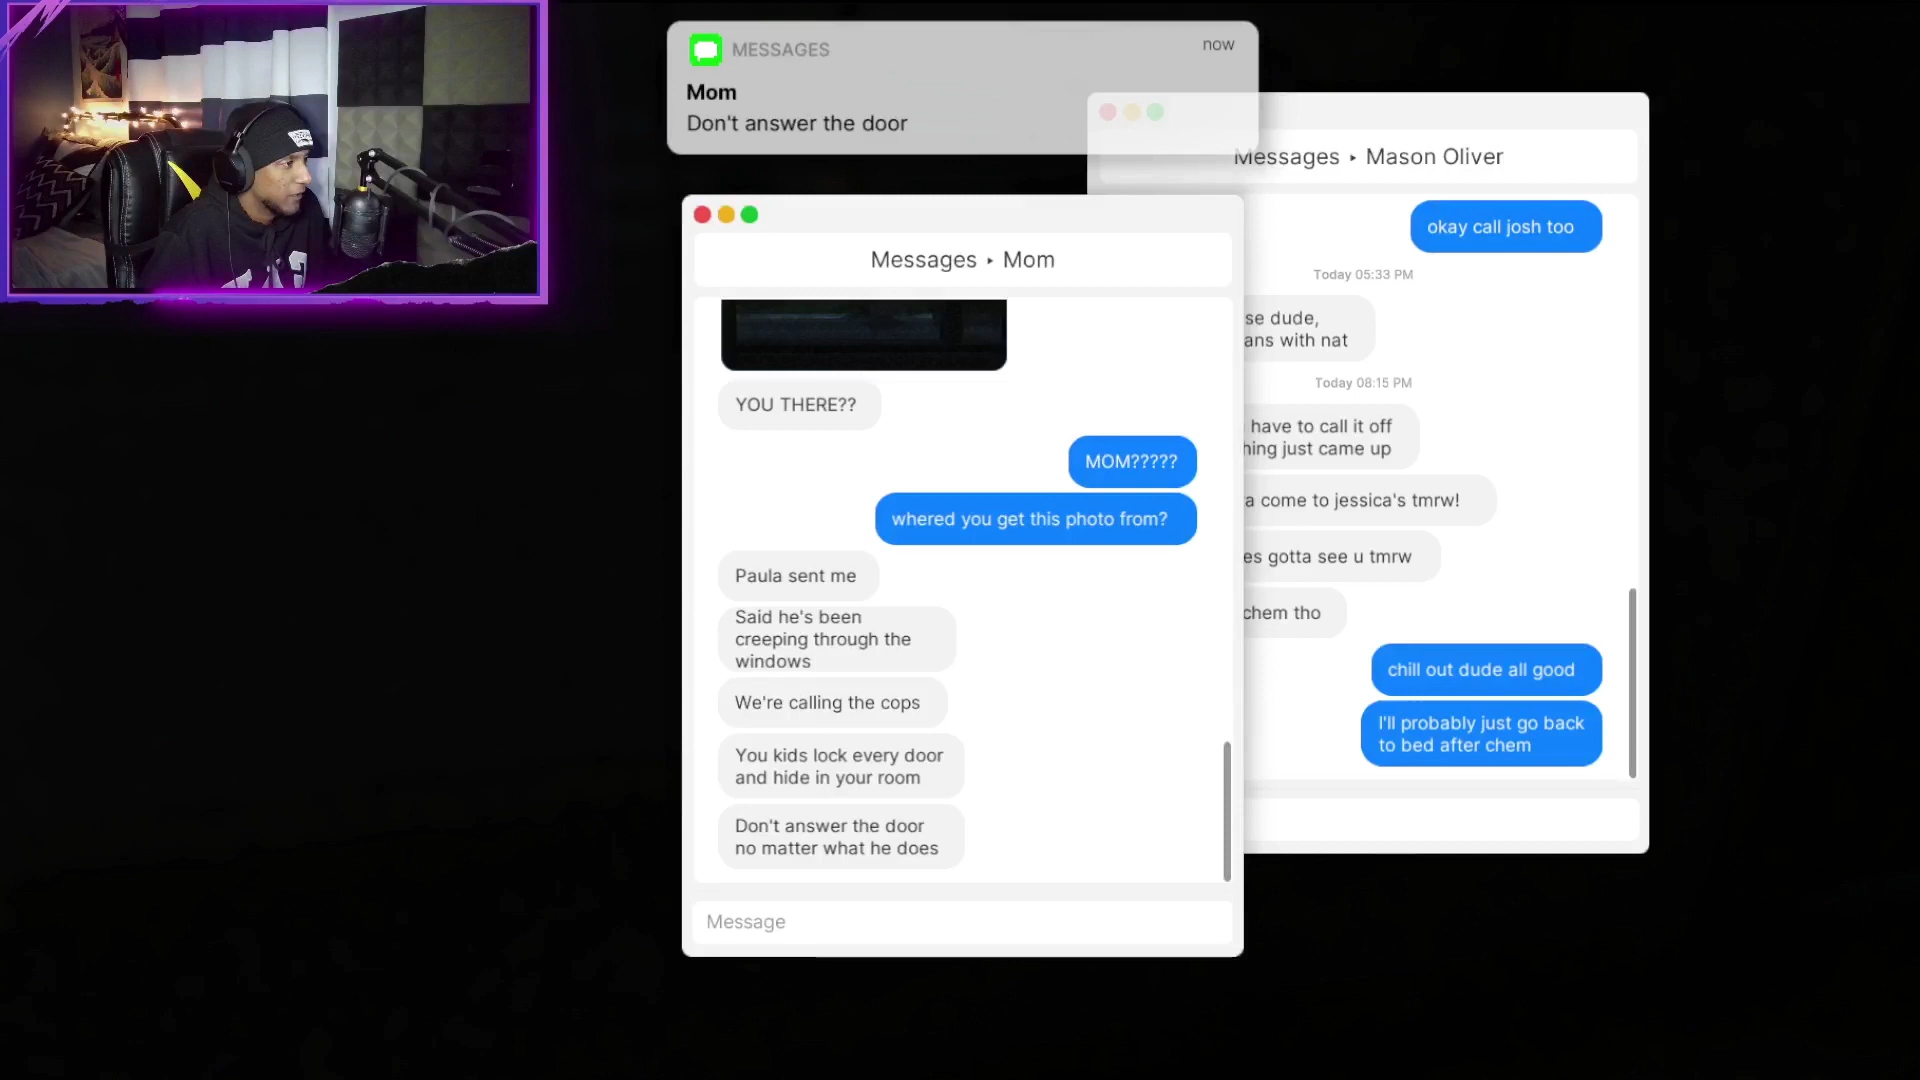 MESSAGES
now
Mom
Don't answer the door
Messages ‣ Mom
YOU THERE??
MOM?????
whered you get this photo from?
Paula sent me
Said he's been
creeping through the
windows
We're calling the cops
You kids lock every door
and hide in your room
Don't answer the door
no matter what he does
Message
Messages ‣ Mason Oliver
okay call josh too
Today 05:33 PM
se dude,
ans with nat
Today 08:15 PM
have to call it off
hing just came up
a come to jessica's tmrw!
es gotta see u tmrw
chem tho
chill out dude all good
I'll probably just go back
to bed after chem